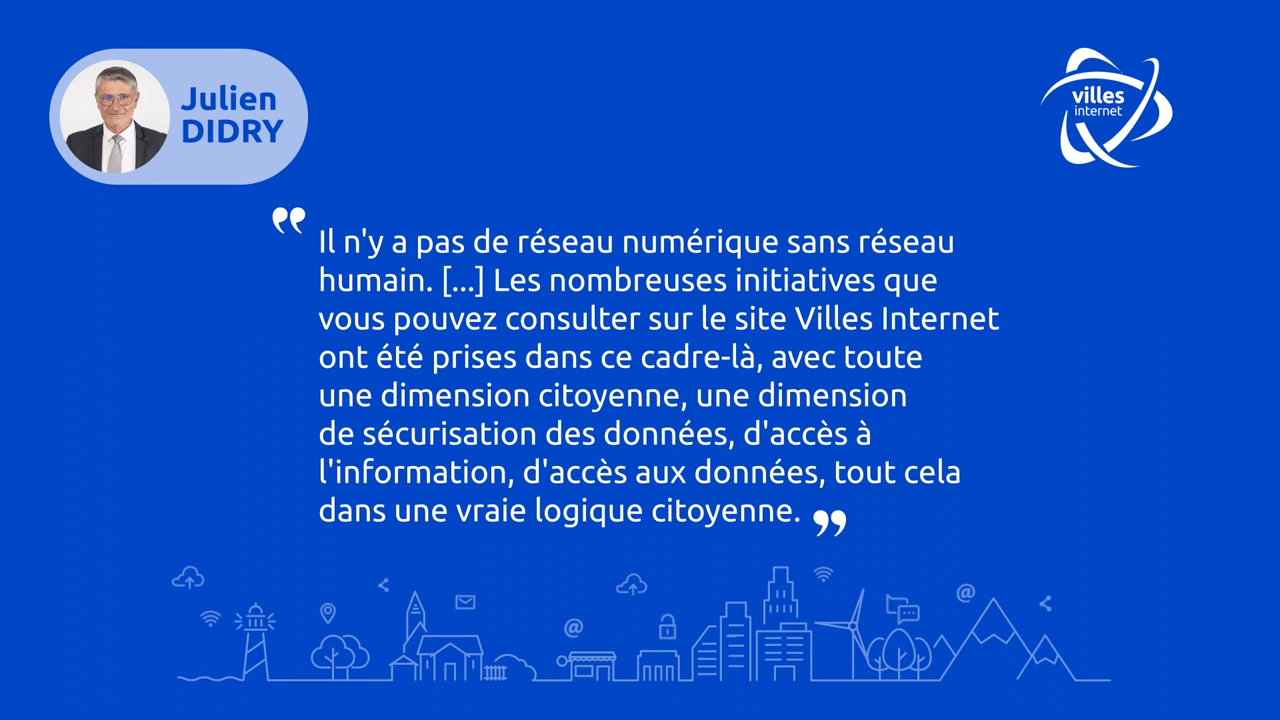 Julien
DIDRY
villes
internet
Il n'y a pas de réseau numérique sans réseau
humain. [...] Les nombreuses initiatives que
vous pouvez consulter sur le site Villes Internet
ont été prises dans ce cadre-là, avec toute
une dimension citoyenne, une dimension
de sécurisation des données, d'accès à
l'information, d'accès aux données, tout cela
dans une vraie logique citoyenne. ”